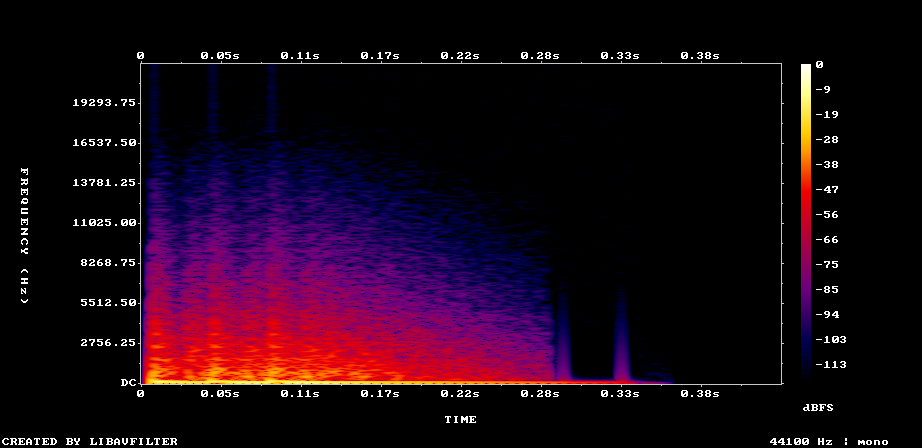 0 0.05s 0.11s 0.17s 0.22s 0.28s 0.33s 0.38s
0
-9
-19
-28
-38
-47
-56
-66
-75
-85
-94
-103
-113
dBFS
19293.75
16537.50
13781.25
11025.00
8268.75
5512.50
2756.25
DC
FREQUENCY (Hz)
0 0.05s 0.11s 0.17s 0.22s 0.28s 0.33s 0.38s
TIME
CREATED BY LIBAVFILTER
44100 Hz | mono